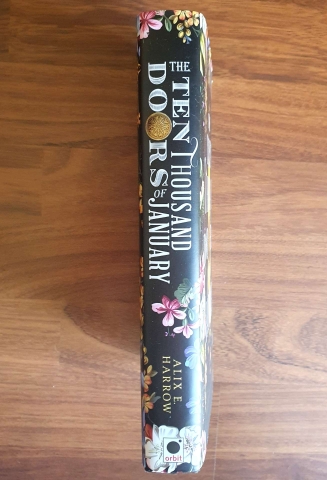 THE TEN THOUSAND
DOORS OF JANUARY
ALIX E.
HARROW
orbit